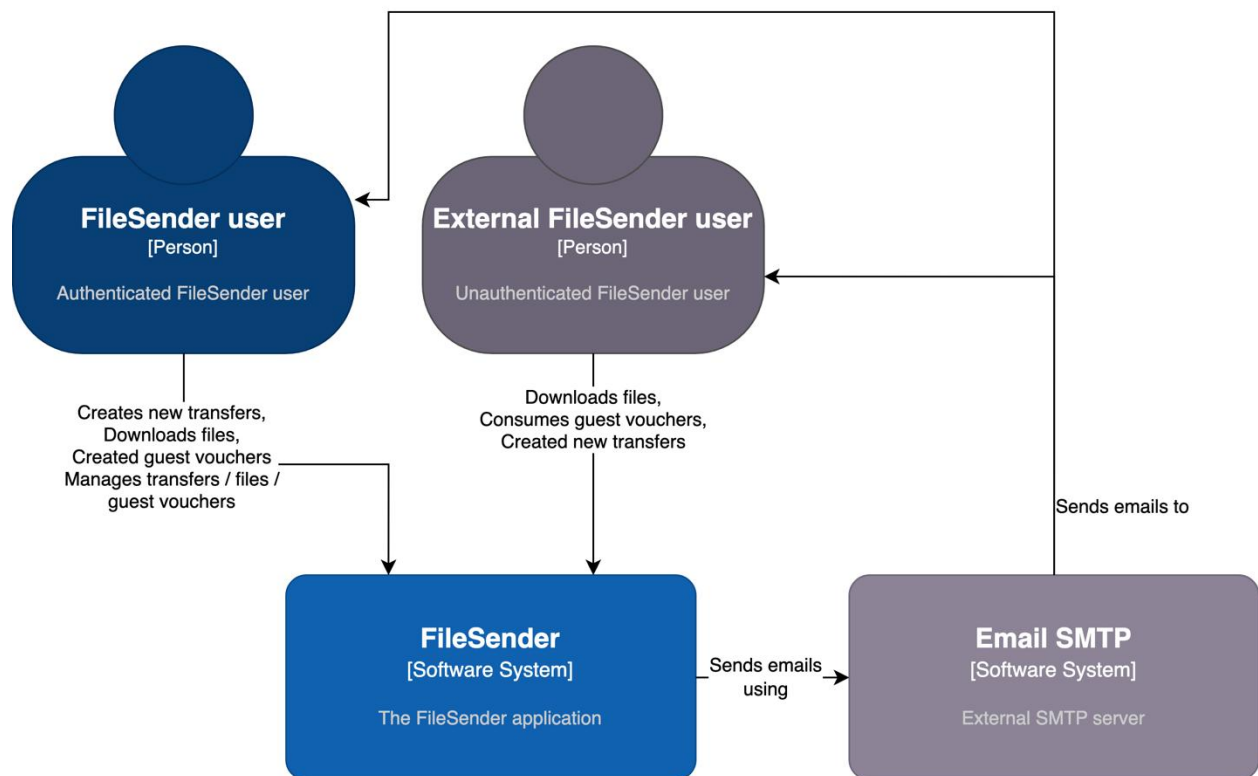 FileSender user
[Person]
Authenticated FileSender user
External FileSender user
[Person]
Unauthenticated FileSender user
Creates new transfers,
Downloads files,
Created guest vouchers
Manages transfers / files /
guest vouchers
Downloads files,
Consumes guest vouchers,
Created new transfers
Sends emails to
FileSender
[Software System]
The FileSender application
Sends emails
using
Email SMTP
[Software System]
External SMTP server